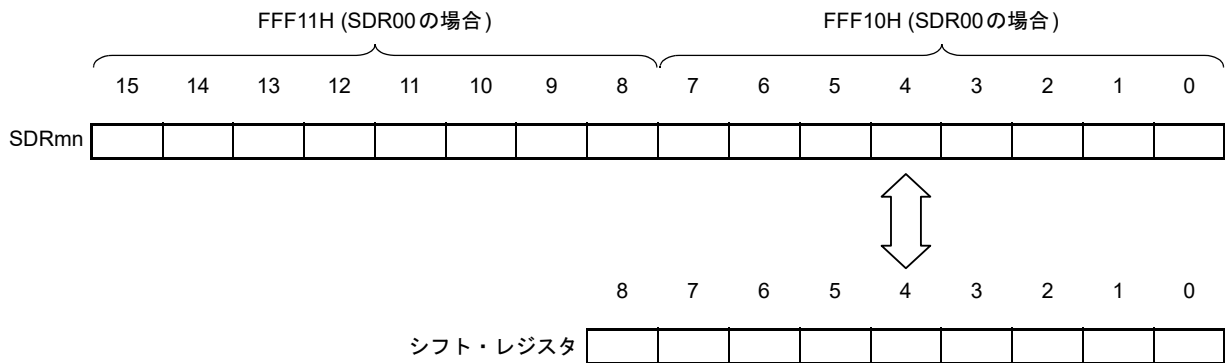 FFF11H (SDR00の場合) FFF10H (SDR00の場合)
15 14 13 12 11 10 9 8 7 6 5 4 3 2 1 0
SDRmn
8 7 6 5 4 3 2 1 0
シフト・レジスタ